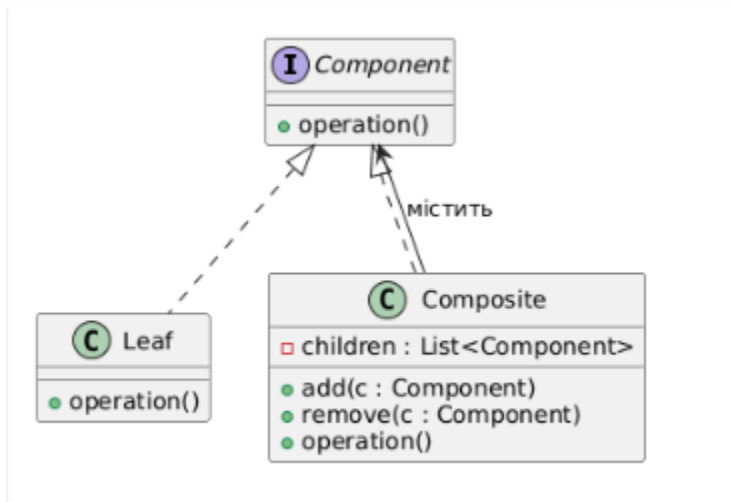 I Component
operation()
містить
C Leaf
operation()
C Composite
children : List<Component>
add(c : Component)
remove(c : Component)
operation()